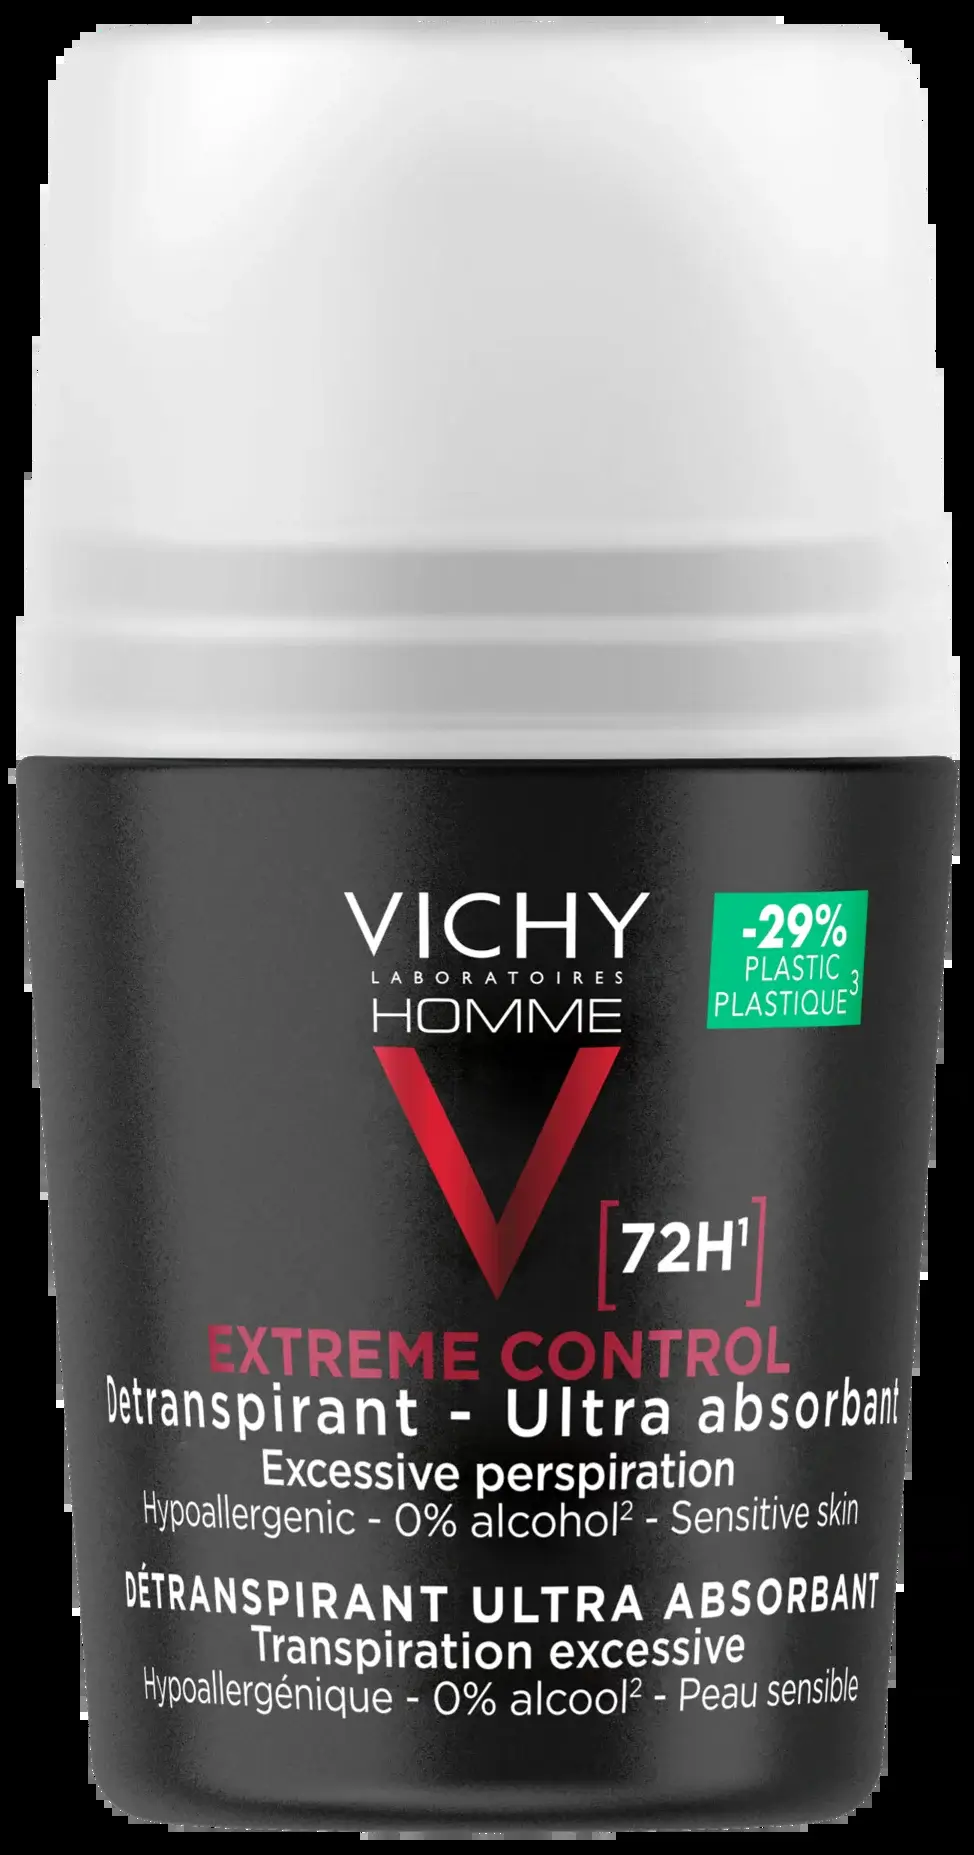 VICHY
LABORATOIRES
HOMME
-29%
PLASTIC
PLASTIQUE³
[72H¹]
EXTREME CONTROL
Detranspirant - Ultra absorbant
Excessive perspiration
Hypoallergenic - 0% alcohol² - Sensitive skin
DÉTRANSPIRANT ULTRA ABSORBANT
Transpiration excessive
Hypoallergénique - 0% alcool² - Peau sensible